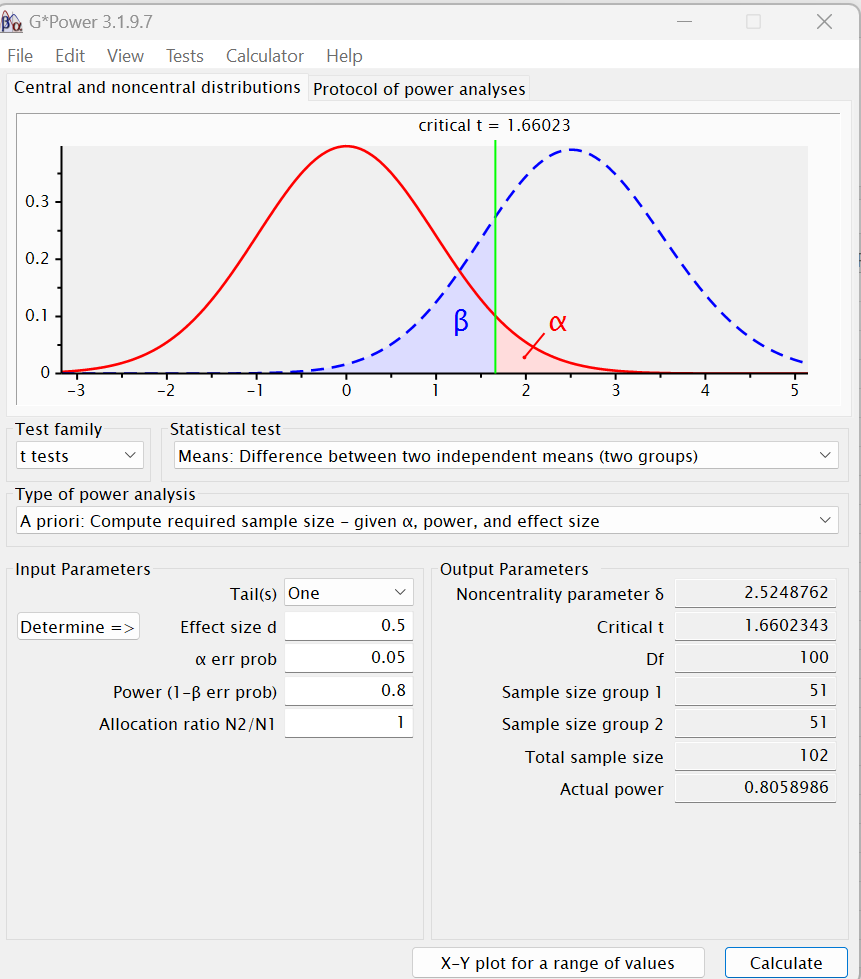 G*Power 3.1.9.7
File Edit View Tests Calculator Help
Central and noncentral distributions Protocol of power analyses
critical t = 1.66023
0.3
0.2
0.1
0
β
α
−3 −2 −1 0 1 2 3 4 5
Test family Statistical test
t tests Means: Difference between two independent means (two groups)
Type of power analysis
A priori: Compute required sample size – given α, power, and effect size
Input Parameters
Tail(s) One
Determine => Effect size d 0.5
α err prob 0.05
Power (1-β err prob) 0.8
Allocation ratio N2/N1 1
Output Parameters
Noncentrality parameter δ 2.5248762
Critical t 1.6602343
Df 100
Sample size group 1 51
Sample size group 2 51
Total sample size 102
Actual power 0.8058986
X-Y plot for a range of values Calculate